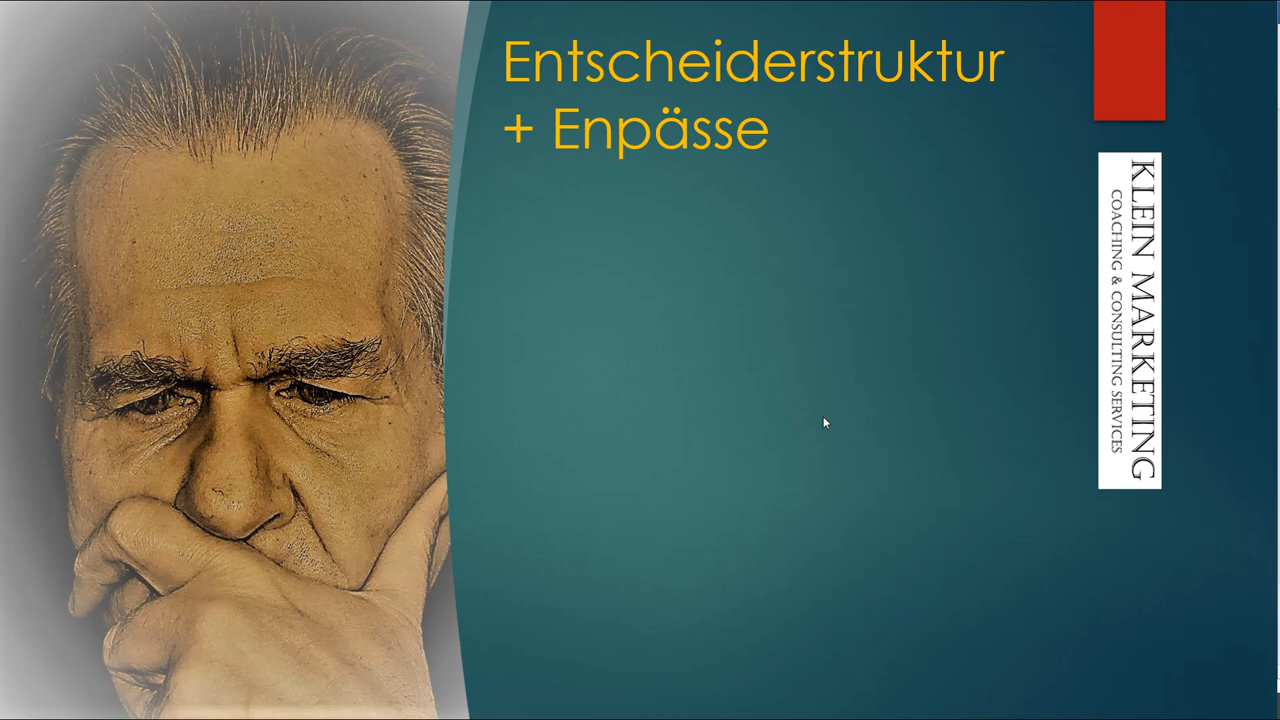 Entscheiderstruktur
+ Enpässe
KLEIN MARKETING
COACHING & CONSULTING SERVICES